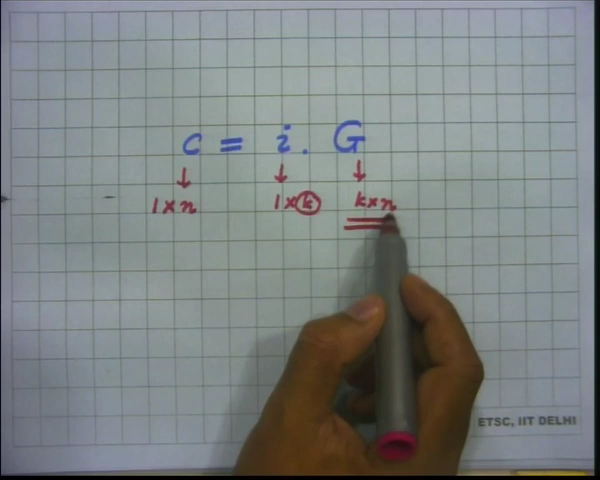 c = i . G
↓ ↓ ↓
1×n 1×k k×n
ETSC, IIT DELHI